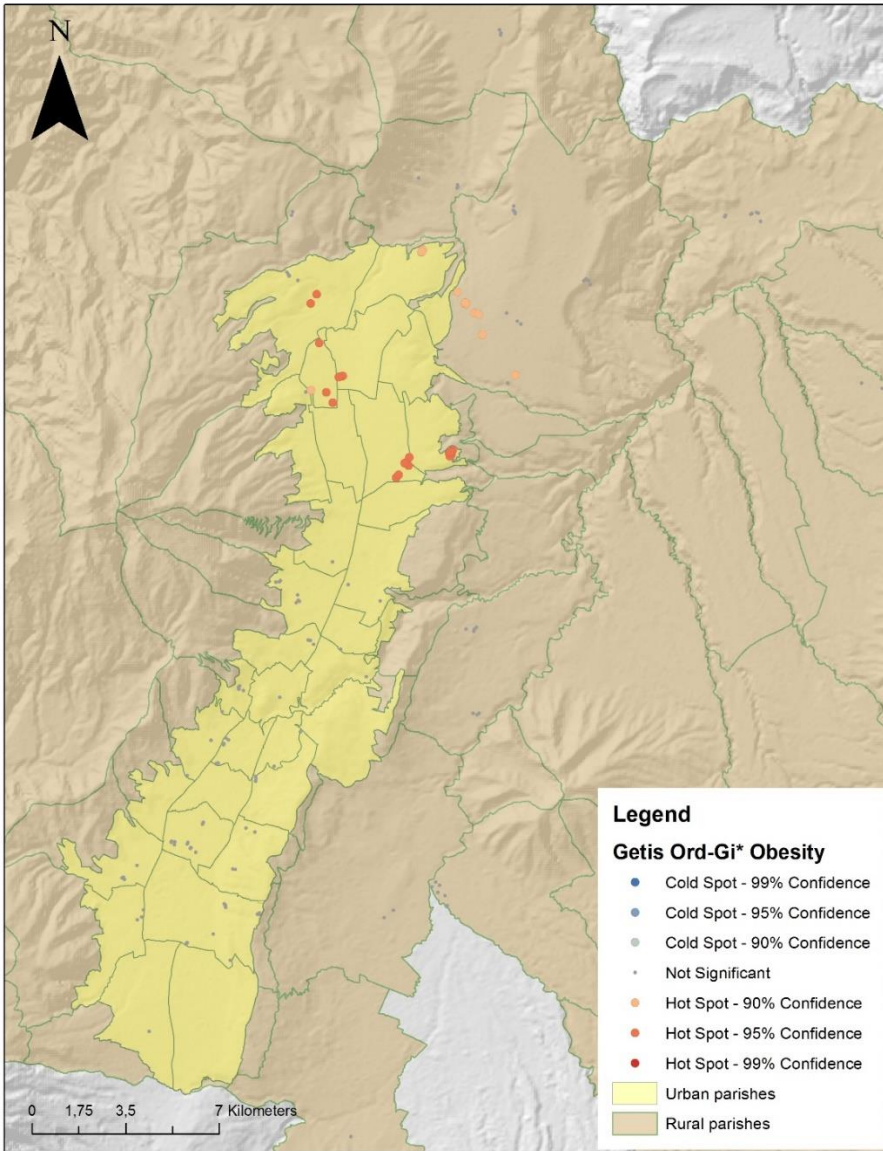 N
Legend
Getis Ord-Gi* Obesity
Cold Spot - 99% Confidence
Cold Spot - 95% Confidence
Cold Spot - 90% Confidence
Not Significant
Hot Spot - 90% Confidence
Hot Spot - 95% Confidence
Hot Spot - 99% Confidence
Urban parishes
Rural parishes
0 1,75 3,5 7 Kilometers